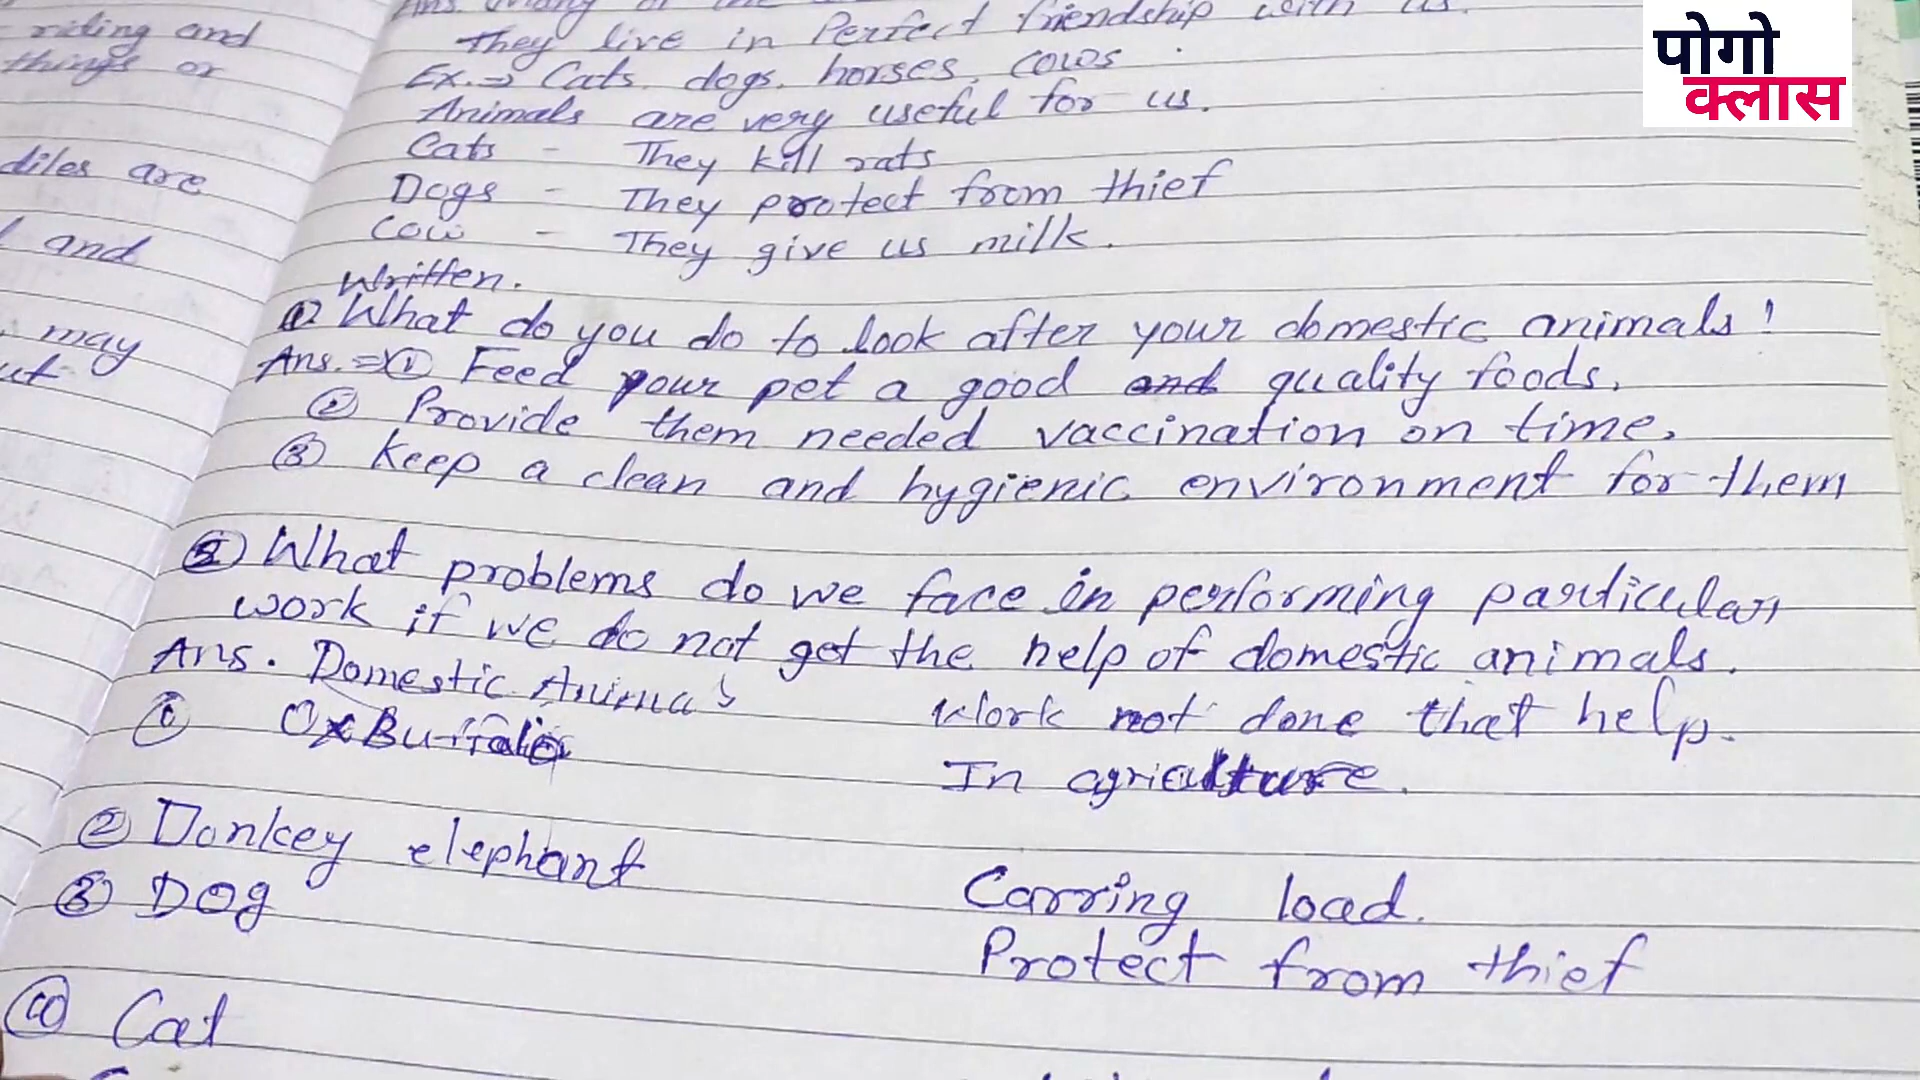 riding and
things or
diles are
and
may
Ans. Many of the
They live in Perfect friendship with us.
Ex.⇒ Cats, dogs, horses, cows
Animals are very useful for us.
Cats - They kill rats
Dogs - They protect from thief
Cow - They give us milk.
Written.
① What do you do to look after your domestic animals!
Ans.⇒① Feed your pet a good and quality foods.
② Provide them needed vaccination on time.
③ Keep a clean and hygienic environment for them
② What problems do we face in performing particular
work if we do not get the help of domestic animals.
Ans. Domestic Animals Work not done that help.
① Ox Buffalo In agriculture.
② Donkey elephant Carring load.
③ Dog Protect from thief
④ Cat
पोगो
क्लास